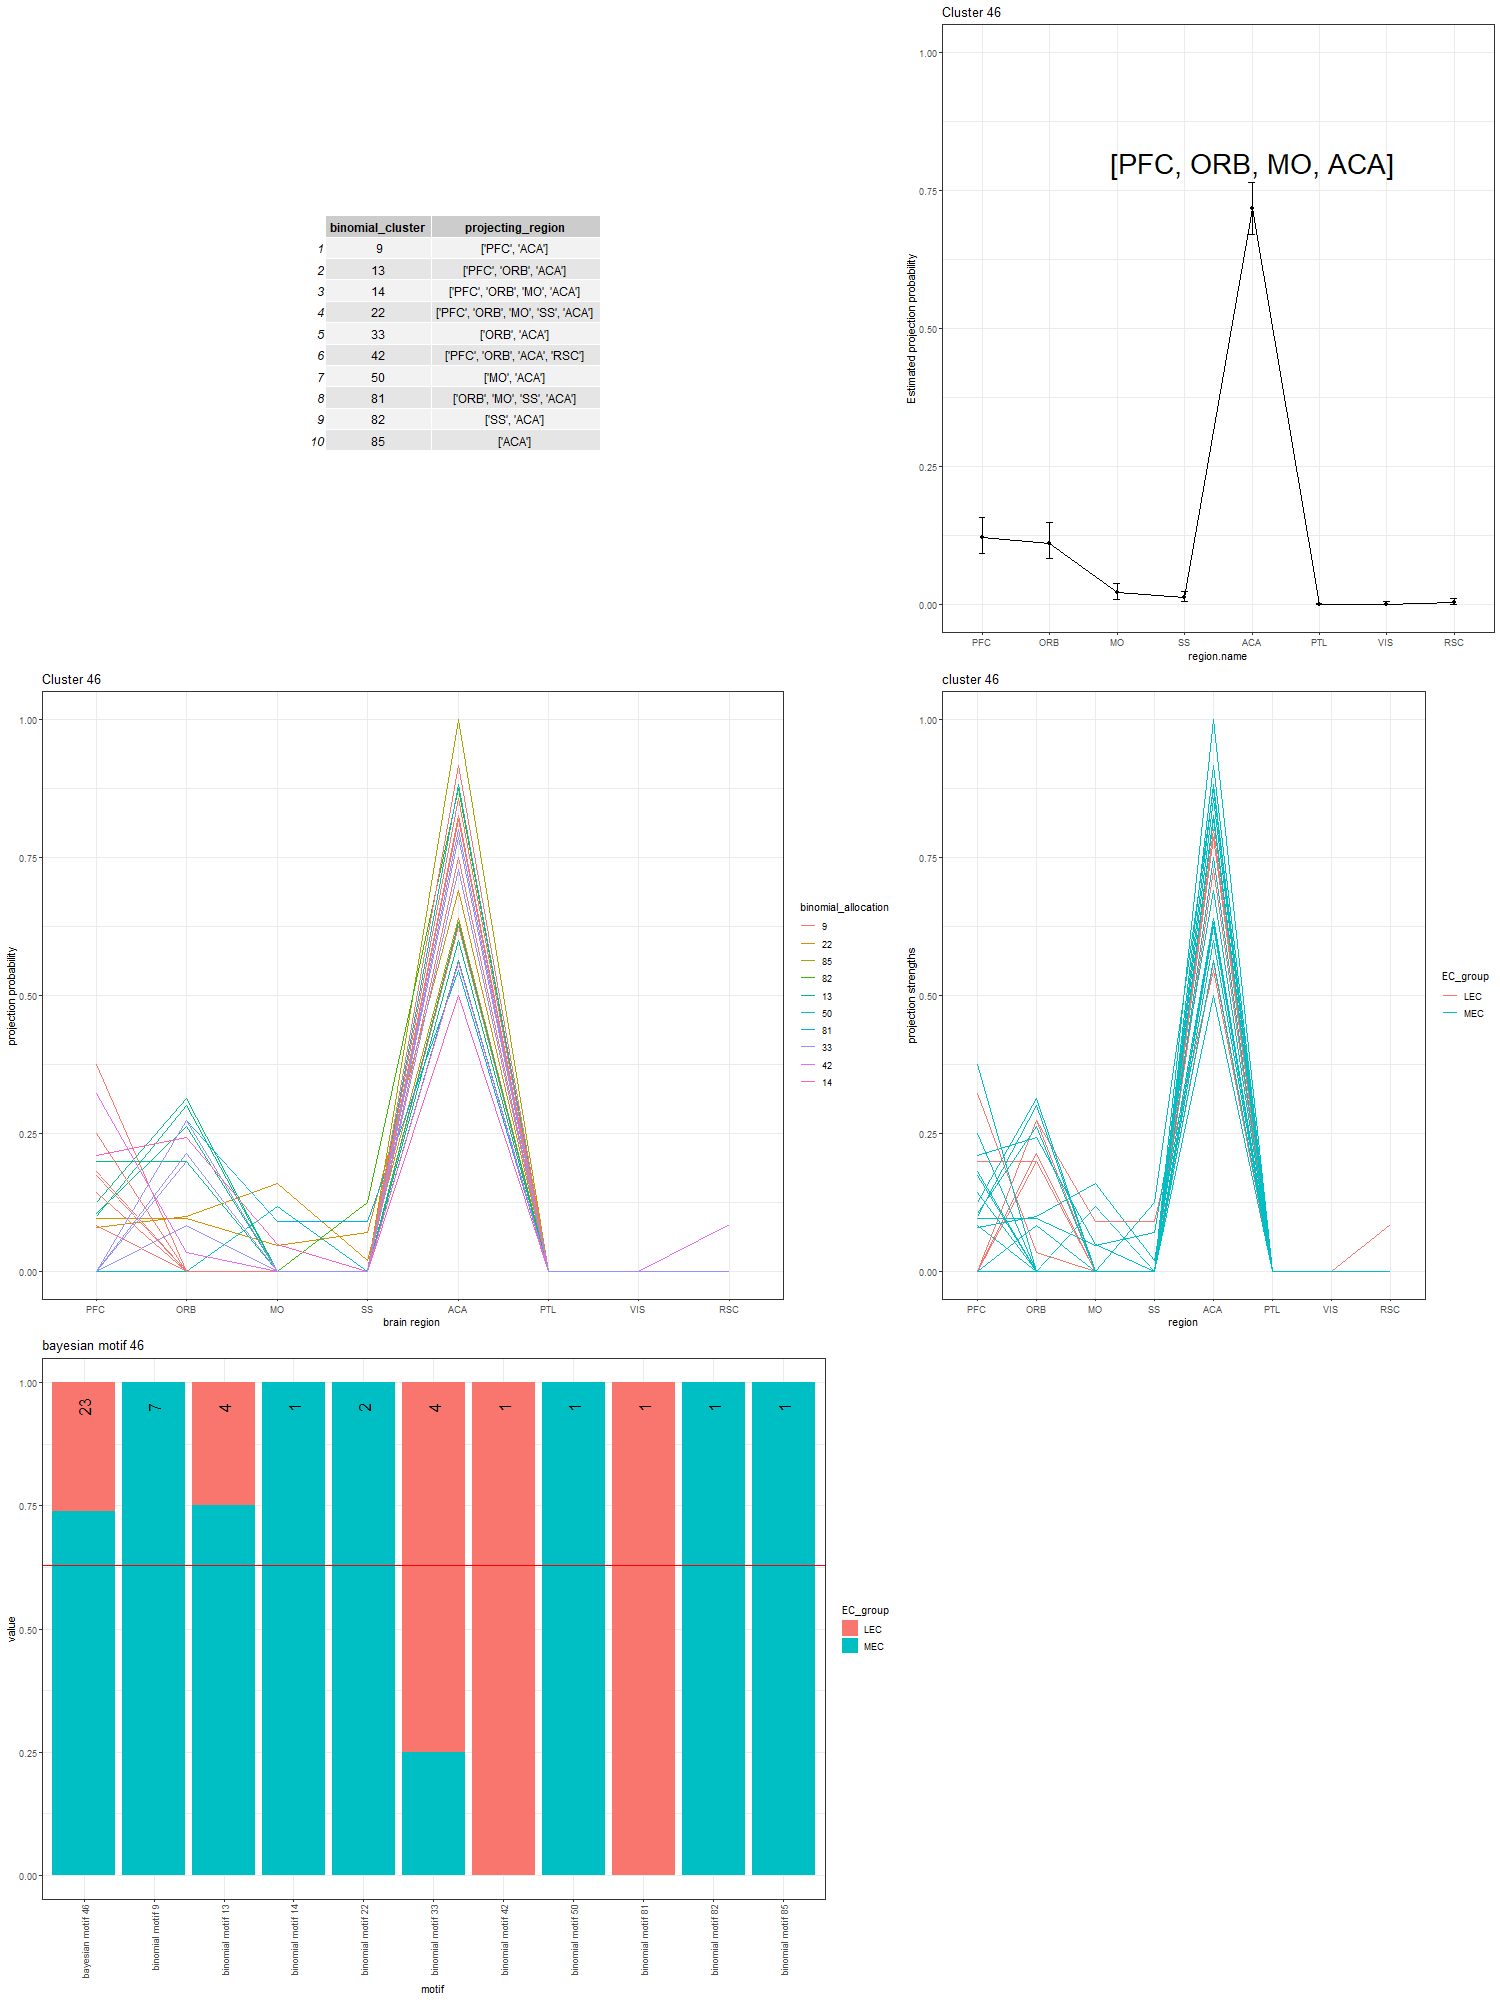 binomial_cluster projecting_region
1 9 ['PFC', 'ACA']
2 13 ['PFC', 'ORB', 'ACA']
3 14 ['PFC', 'ORB', 'MO', 'ACA']
4 22 ['PFC', 'ORB', 'MO', 'SS', 'ACA']
5 33 ['ORB', 'ACA']
6 42 ['PFC', 'ORB', 'ACA', 'RSC']
7 50 ['MO', 'ACA']
8 81 ['ORB', 'MO', 'SS', 'ACA']
9 82 ['SS', 'ACA']
10 85 ['ACA']
Cluster 46
[PFC, ORB, MO, ACA]
Estimated projection probability
1.00
0.75
0.50
0.25
0.00
PFC ORB MO SS ACA PTL VIS RSC
region.name
Cluster 46
projection probability
1.00
0.75
0.50
0.25
0.00
PFC ORB MO SS ACA PTL VIS RSC
brain region
binomial_allocation
9
22
85
82
13
50
81
33
42
14
cluster 46
projection strengths
1.00
0.75
0.50
0.25
0.00
PFC ORB MO SS ACA PTL VIS RSC
region
EC_group
LEC
MEC
bayesian motif 46
value
1.00
0.75
0.50
0.25
0.00
23 7 4 1 2 4 1 1 1 1 1
bayesian motif 46
binomial motif 9
binomial motif 13
binomial motif 14
binomial motif 22
binomial motif 33
binomial motif 42
binomial motif 50
binomial motif 81
binomial motif 82
binomial motif 85
motif
EC_group
LEC
MEC